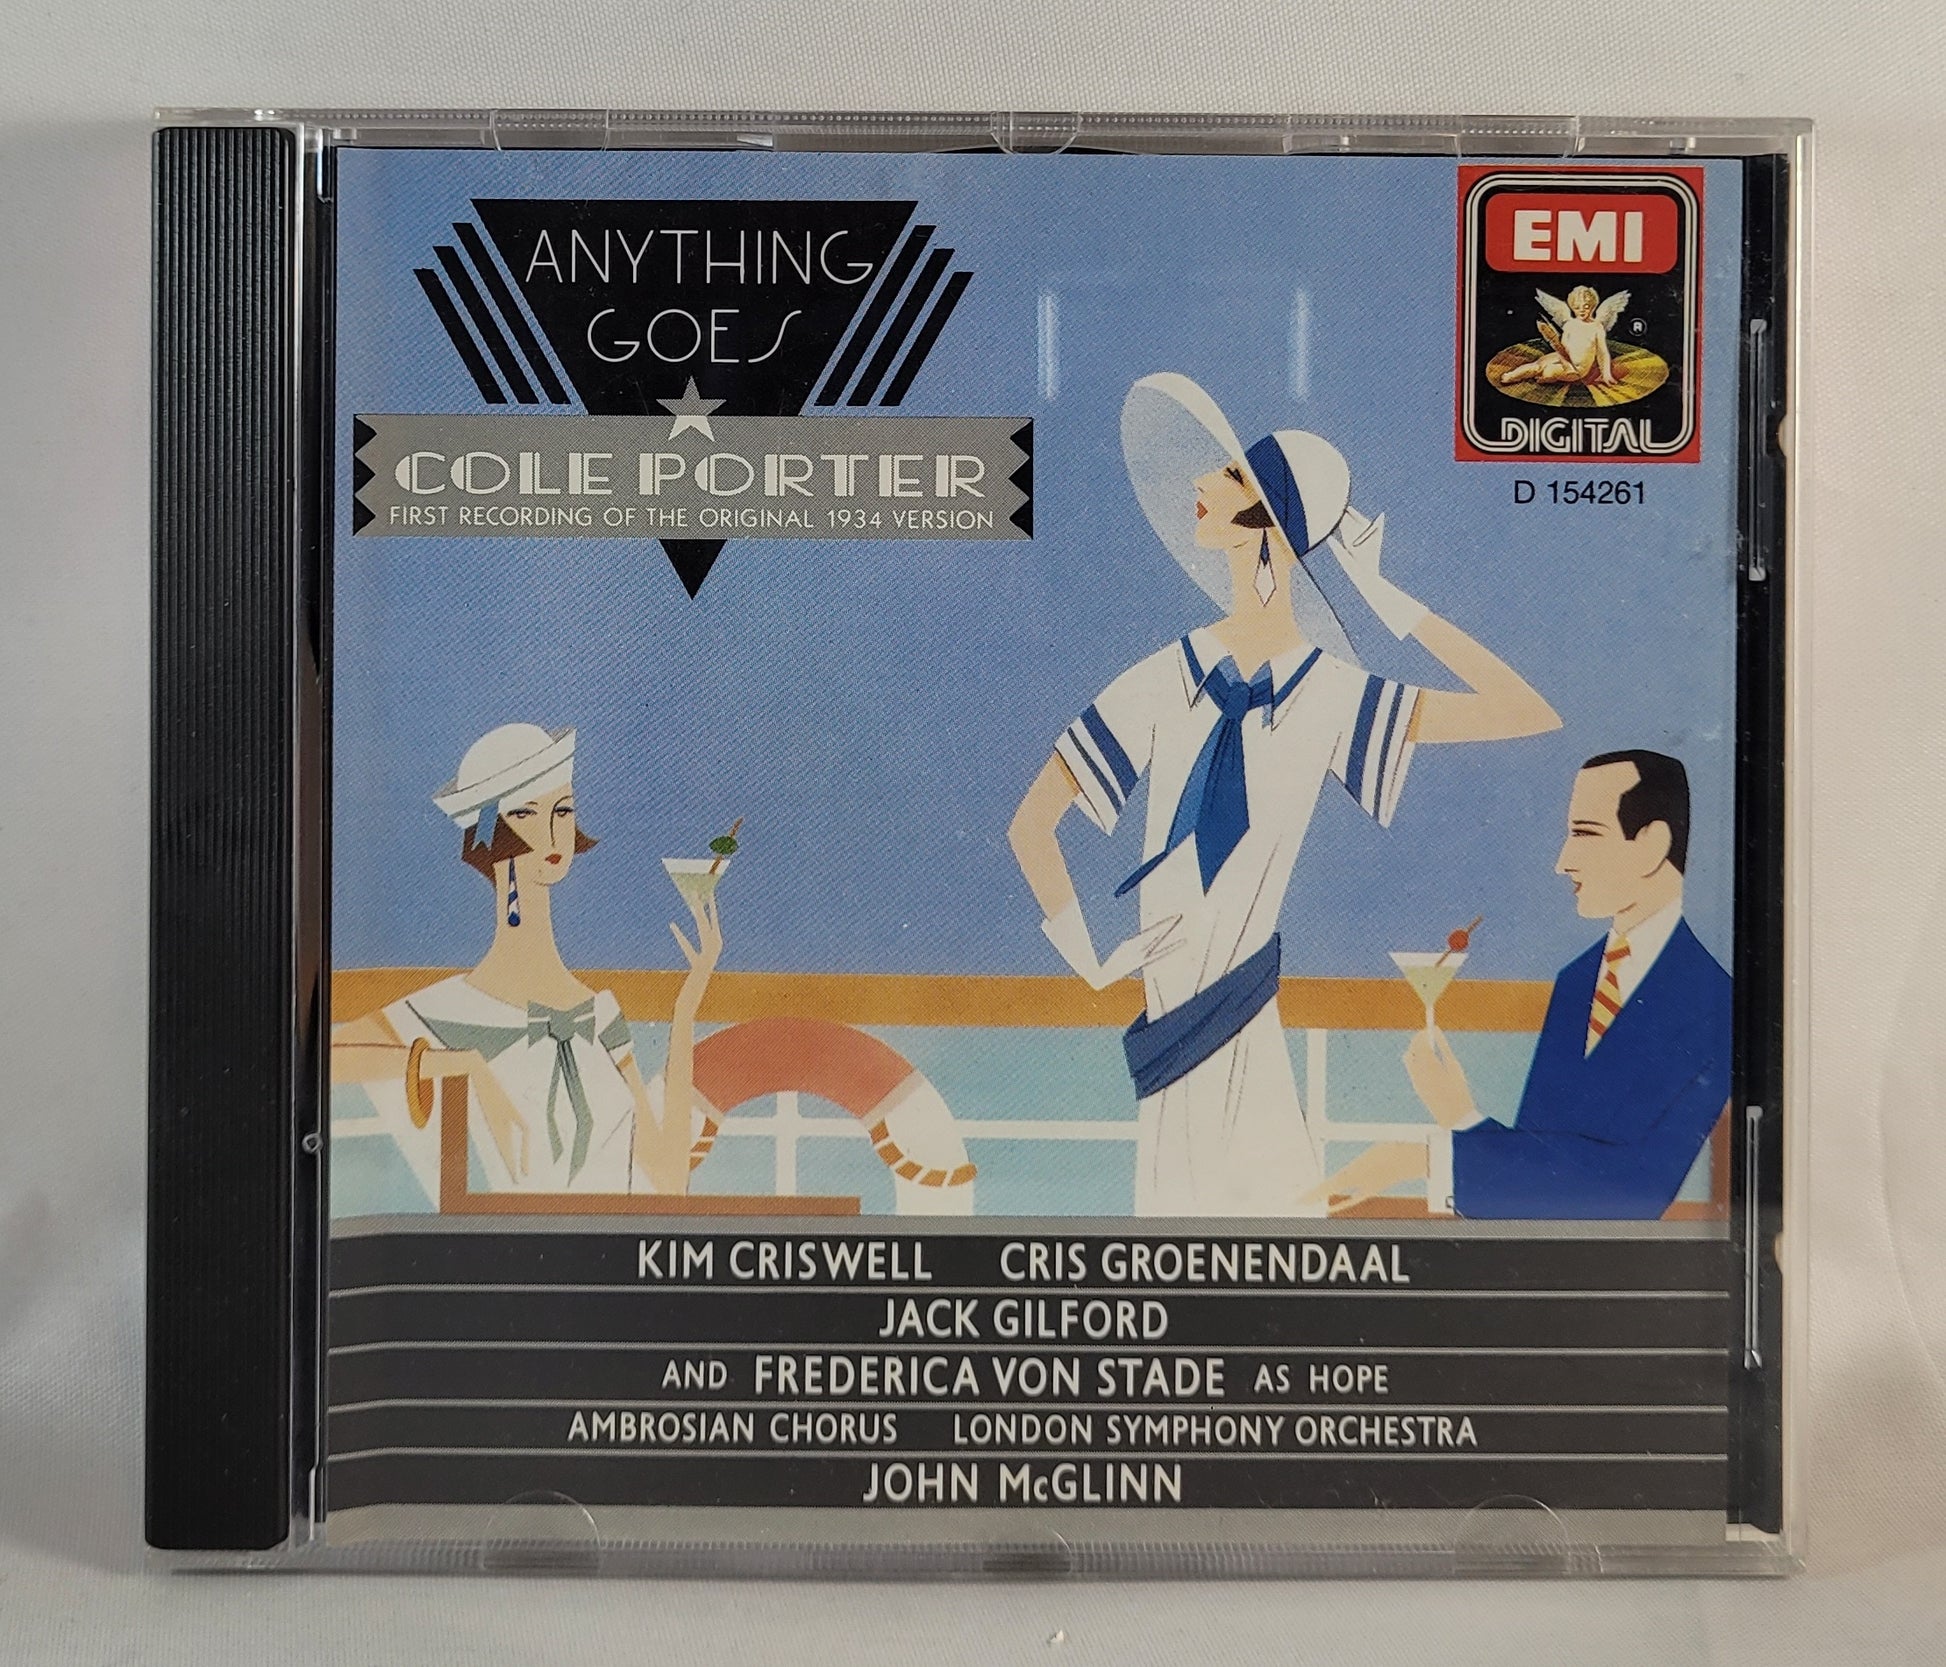 ANYTHING
GOES
COLE PORTER
FIRST RECORDING OF THE ORIGINAL 1934 VERSION
EMI
®
DIGITAL
D 154261
KIM CRISWELL CRIS GROENENDAAL
JACK GILFORD
AND FREDERICA VON STADE AS HOPE
AMBROSIAN CHORUS LONDON SYMPHONY ORCHESTRA
JOHN McGLINN